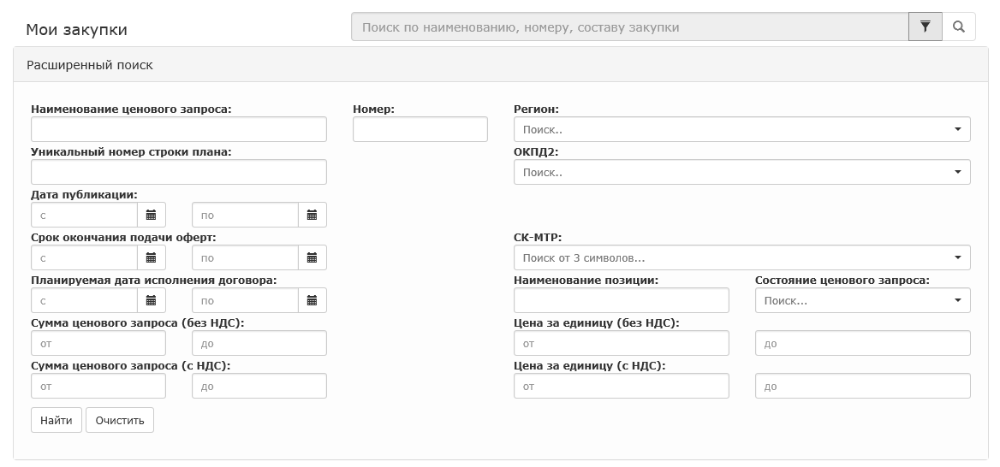 Мои закупки
Поиск по наименованию, номеру, составу закупки
Расширенный поиск
Наименование ценового запроса: Номер: Регион:
Поиск..
Уникальный номер строки плана: ОКПД2:
Поиск..
Дата публикации:
с по
Срок окончания подачи оферт: СК-МТР:
с по Поиск от 3 символов...
Планируемая дата исполнения договора: Наименование позиции: Состояние ценового запроса:
с по Поиск...
Сумма ценового запроса (без НДС): Цена за единицу (без НДС):
от до от до
Сумма ценового запроса (с НДС): Цена за единицу (с НДС):
от до от до
Найти Очистить